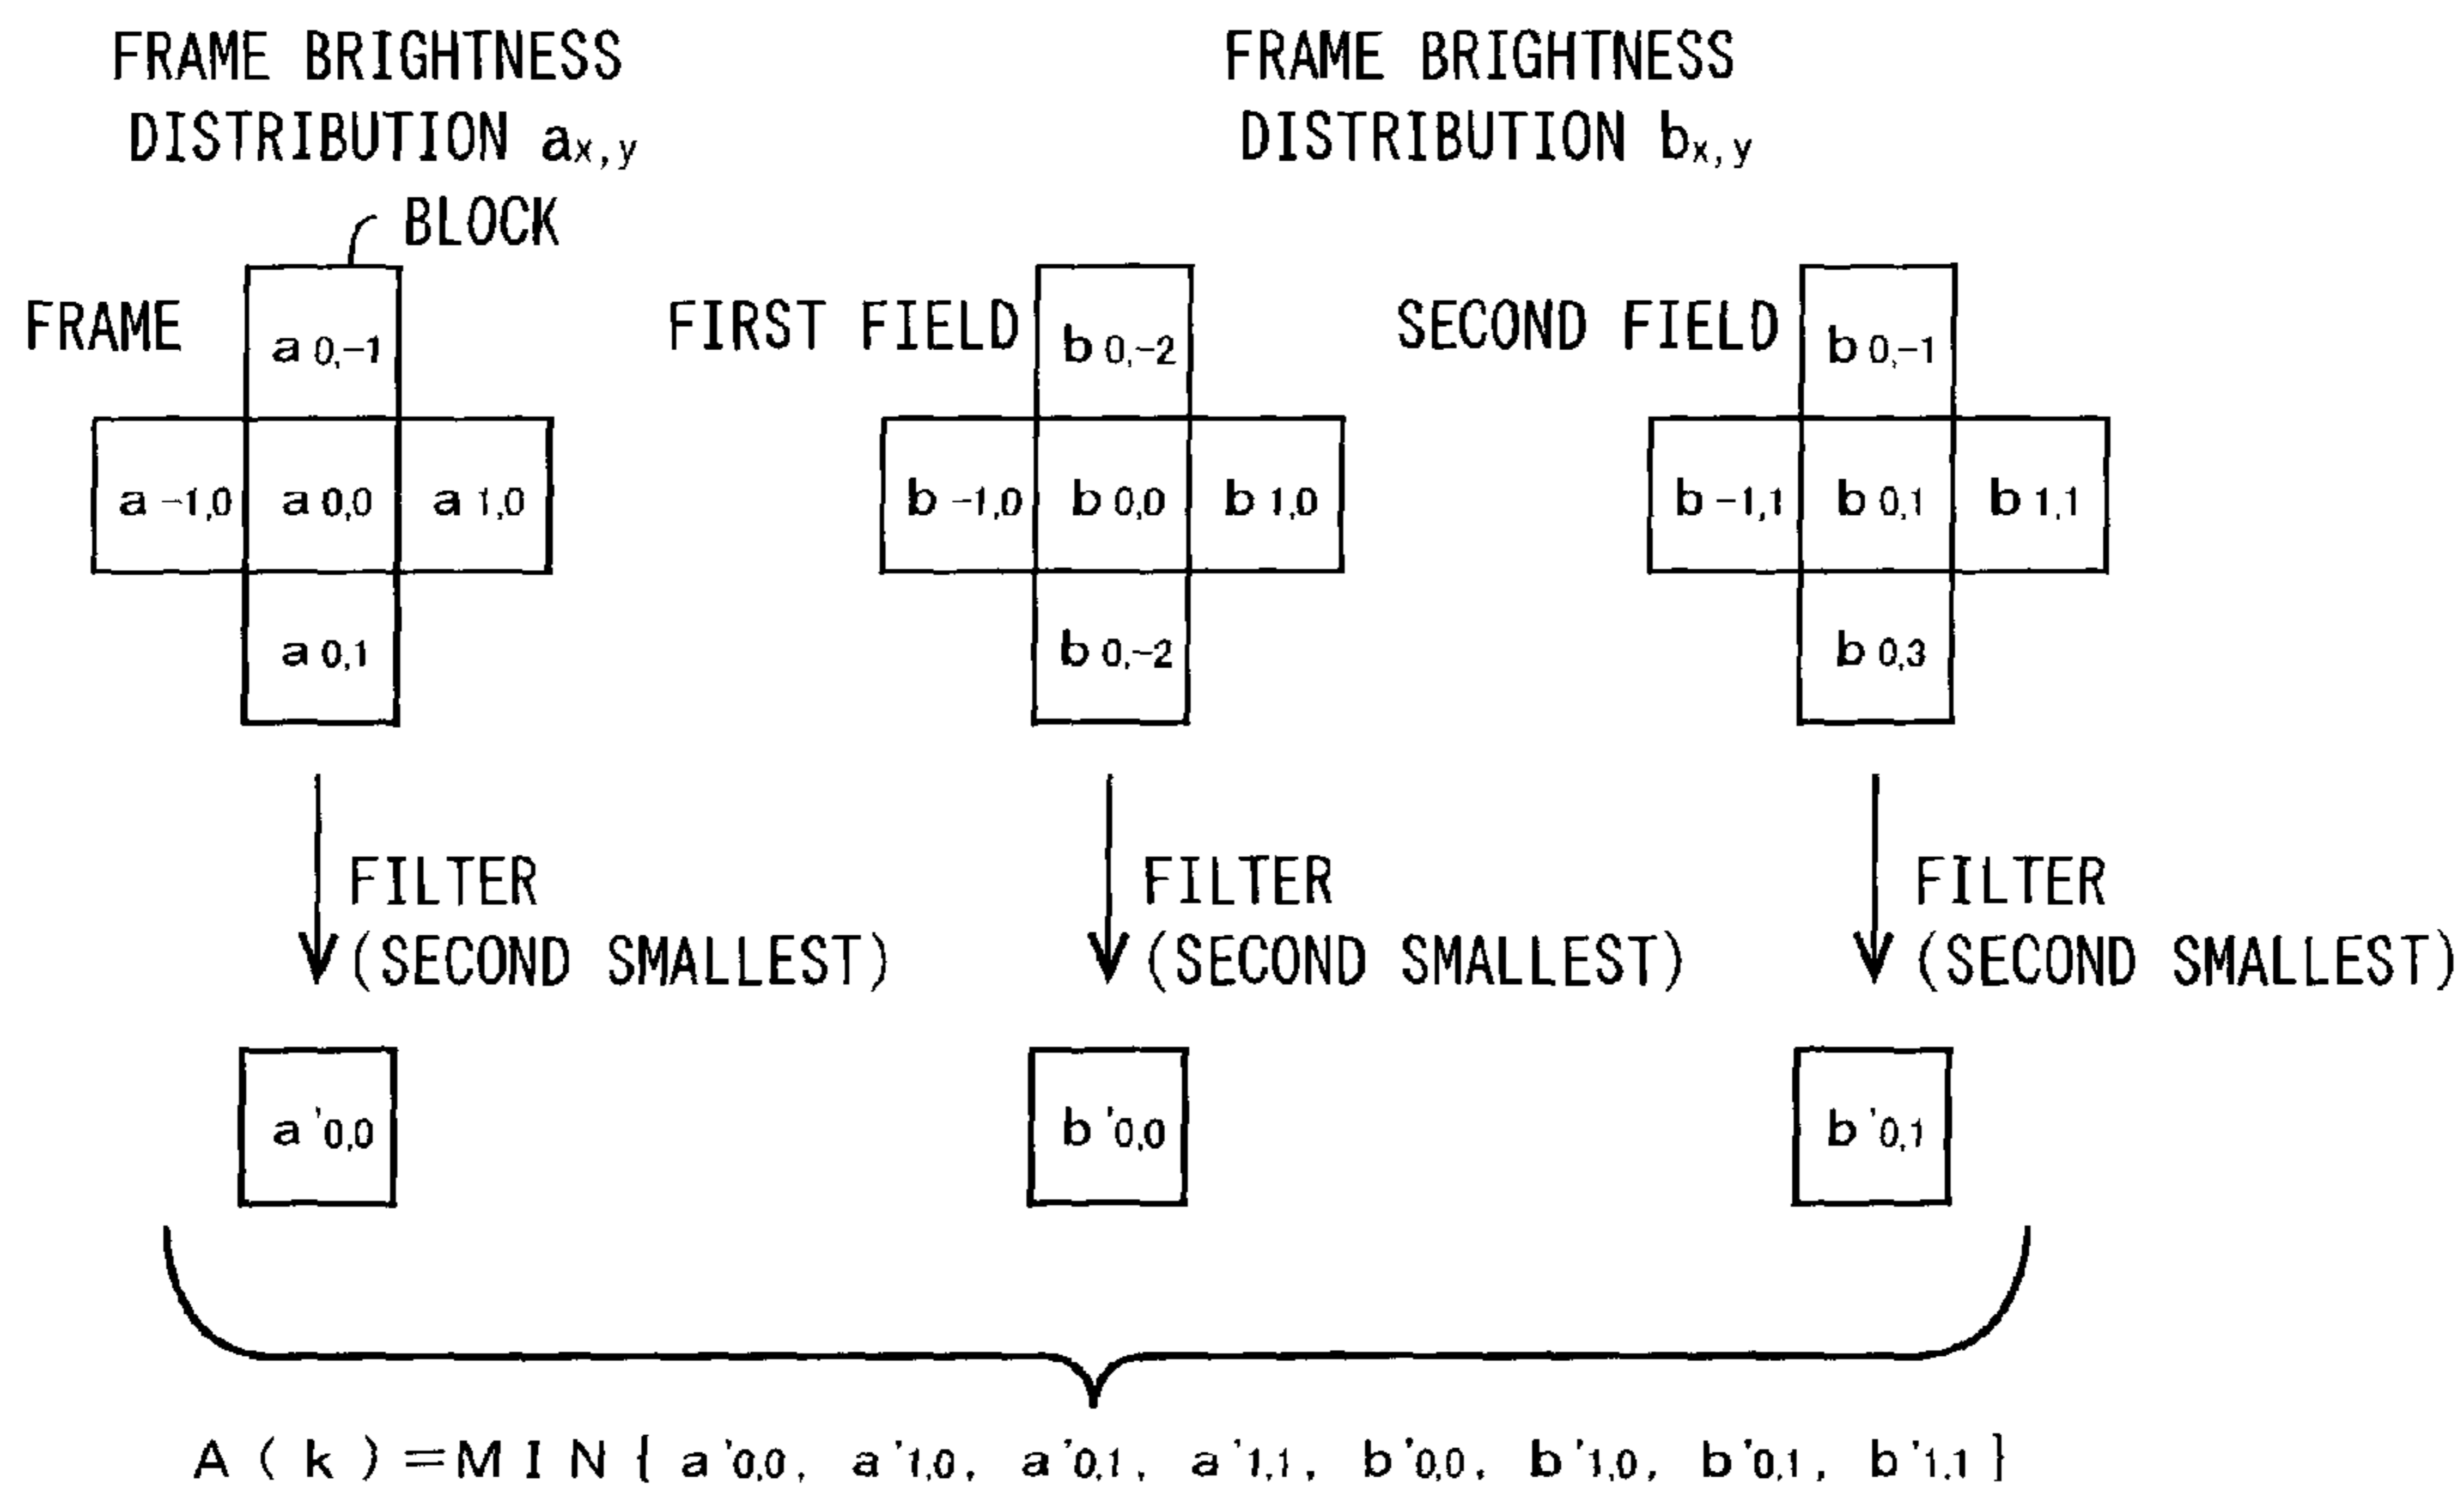 FRAME BRIGHTNESS
DISTRIBUTION ax,y
FRAME BRIGHTNESS
DISTRIBUTION bx,y
BLOCK
FRAME
a 0,-1
a -1,0 a 0,0 a 1,0
a 0,1
FIRST FIELD
b 0,-2
b -1,0 b 0,0 b 1,0
b 0,-2
SECOND FIELD
b 0,-1
b -1,1 b 0,1 b 1,1
b 0,3
FILTER
(SECOND SMALLEST)
FILTER
(SECOND SMALLEST)
FILTER
(SECOND SMALLEST)
a'0,0
b'0,0
b'0,1
A(k)=MIN{a'0,0, a'1,0, a'0,1, a'1,1, b'0,0, b'1,0, b'0,1, b'1,1}